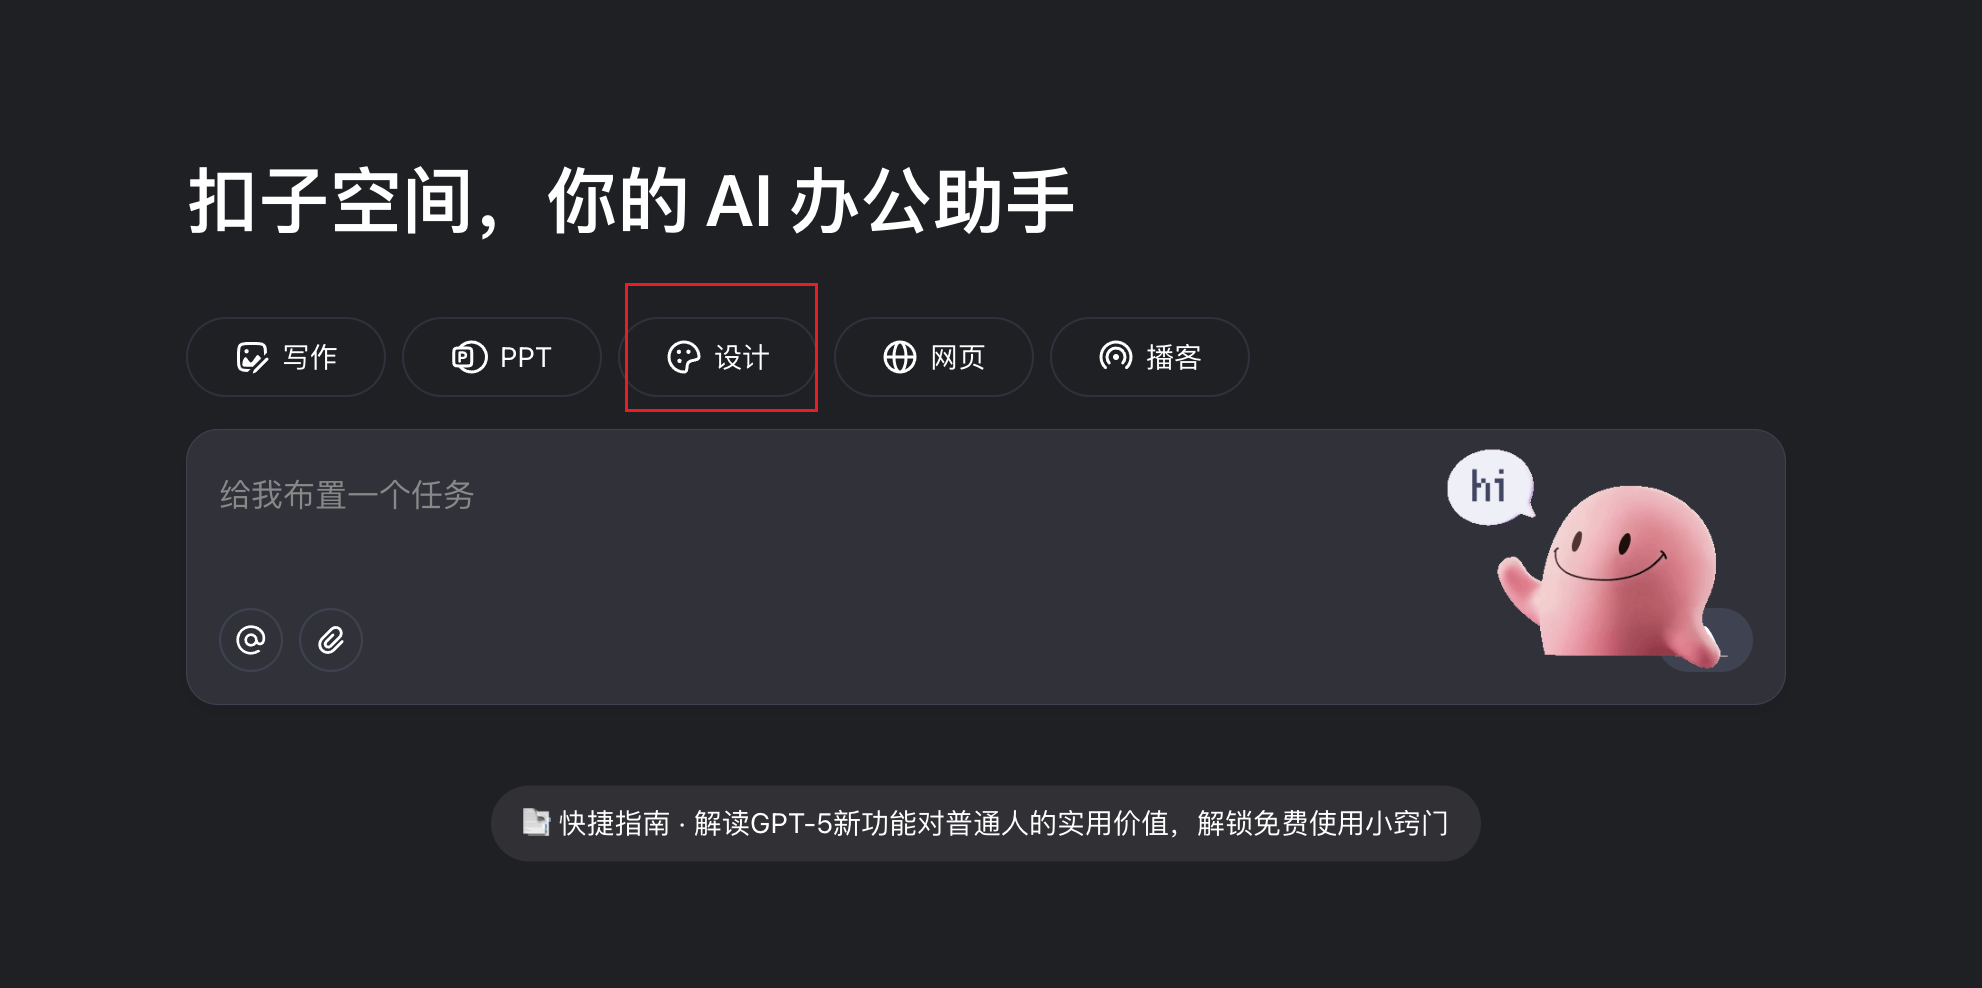 扣子空间，你的 AI 办公助手
写作
PPT
设计
网页
播客
给我布置一个任务
hi
快捷指南 · 解读GPT-5新功能对普通人的实用价值，解锁免费使用小窍门